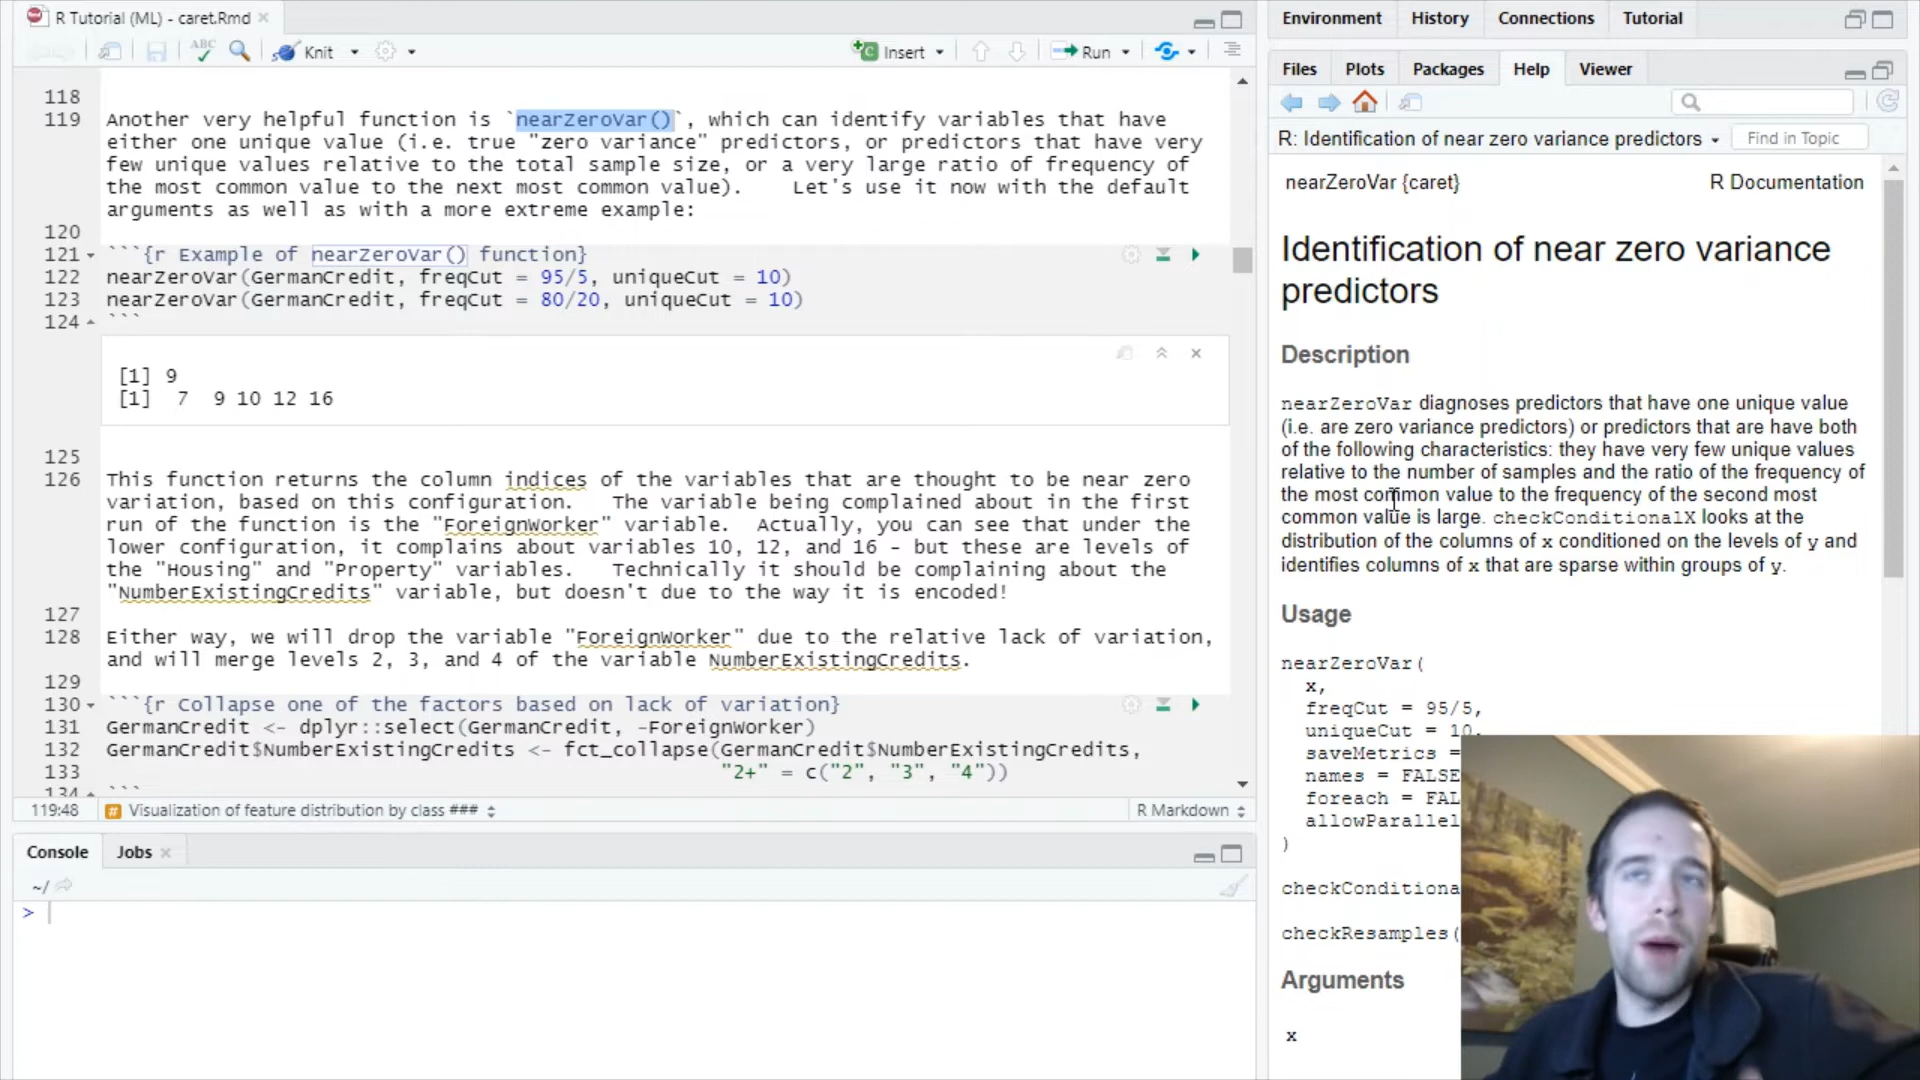 R Tutorial (ML) - caret.Rmd
ABC
Knit
Insert
Run
118
119 Another very helpful function is `nearZeroVar()`, which can identify variables that have
either one unique value (i.e. true "zero variance" predictors, or predictors that have very
few unique values relative to the total sample size, or a very large ratio of frequency of
the most common value to the next most common value). Let's use it now with the default
arguments as well as with a more extreme example:
120
121 ```{r Example of nearZeroVar() function}
122 nearZeroVar(GermanCredit, freqCut = 95/5, uniqueCut = 10)
123 nearZeroVar(GermanCredit, freqCut = 80/20, uniqueCut = 10)
124 ```
[1] 9
[1] 7 9 10 12 16
125
126 This function returns the column indices of the variables that are thought to be near zero
variation, based on this configuration. The variable being complained about in the first
run of the function is the "ForeignWorker" variable. Actually, you can see that under the
lower configuration, it complains about variables 10, 12, and 16 - but these are levels of
the "Housing" and "Property" variables. Technically it should be complaining about the
"NumberExistingCredits" variable, but doesn't due to the way it is encoded!
127
128 Either way, we will drop the variable "ForeignWorker" due to the relative lack of variation,
and will merge levels 2, 3, and 4 of the variable NumberExistingCredits.
129
130 ```{r Collapse one of the factors based on lack of variation}
131 GermanCredit <- dplyr::select(GermanCredit, -ForeignWorker)
132 GermanCredit$NumberExistingCredits <- fct_collapse(GermanCredit$NumberExistingCredits,
133 "2+" = c("2", "3", "4"))
134 ```
119:48
# Visualization of feature distribution by class ###
R Markdown
Console
Jobs
~/
>
Environment
History
Connections
Tutorial
Files
Plots
Packages
Help
Viewer
R: Identification of near zero variance predictors
Find in Topic
nearZeroVar {caret}
R Documentation
Identification of near zero variance
predictors
Description
nearZeroVar diagnoses predictors that have one unique value
(i.e. are zero variance predictors) or predictors that are have both
of the following characteristics: they have very few unique values
relative to the number of samples and the ratio of the frequency of
the most common value to the frequency of the second most
common value is large. checkConditionalX looks at the
distribution of the columns of x conditioned on the levels of y and
identifies columns of x that are sparse within groups of y.
Usage
nearZeroVar(
x,
freqCut = 95/5,
uniqueCut = 10,
saveMetrics =
names = FALSE
foreach = FAL
allowParallel
)
checkConditiona
checkResamples(
Arguments
x